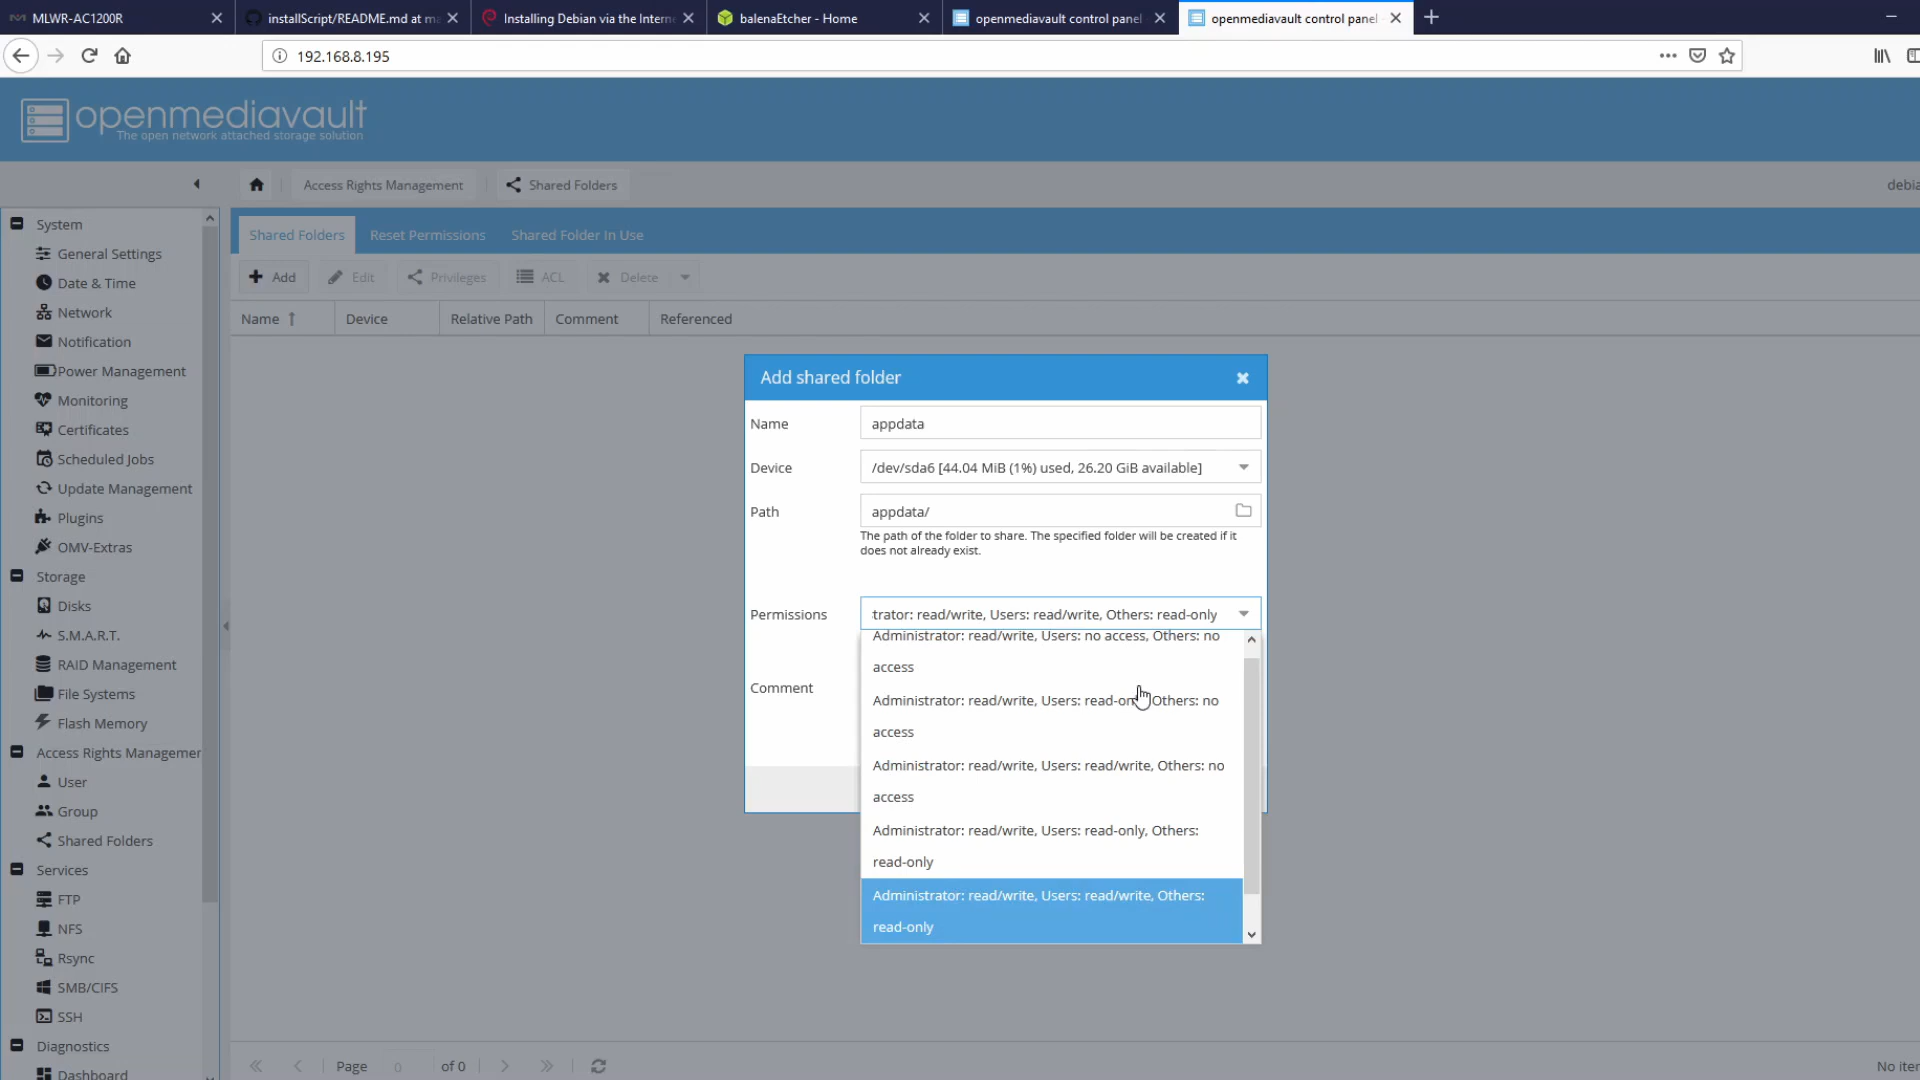 MLWR-AC1200R
installScript/README.md at ma
Installing Debian via the Intern
balenaEtcher - Home
openmediavault control panel
openmediavault control panel -
192.168.8.195
openmediavault
The open network attached storage solution
Access Rights Management
Shared Folders
debia
System
General Settings
Date & Time
Network
Notification
Power Management
Monitoring
Certificates
Scheduled Jobs
Update Management
Plugins
OMV-Extras
Storage
Disks
S.M.A.R.T.
RAID Management
File Systems
Flash Memory
Access Rights Managemer
User
Group
Shared Folders
Services
FTP
NFS
Rsync
SMB/CIFS
SSH
Diagnostics
Dashboard
Shared Folders Reset Permissions Shared Folder In Use
Add Edit Privileges ACL Delete
Name Device Relative Path Comment Referenced
Add shared folder
Name appdata
Device /dev/sda6 [44.04 MiB (1%) used, 26.20 GiB available]
Path appdata/
The path of the folder to share. The specified folder will be created if it
does not already exist.
Permissions trator: read/write, Users: read/write, Others: read-only
Administrator: read/write, Users: no access, Others: no
access
Comment
Administrator: read/write, Users: read-on Others: no
access
Administrator: read/write, Users: read/write, Others: no
access
Administrator: read/write, Users: read-only, Others:
read-only
Administrator: read/write, Users: read/write, Others:
read-only
Page 0 of 0
No iter